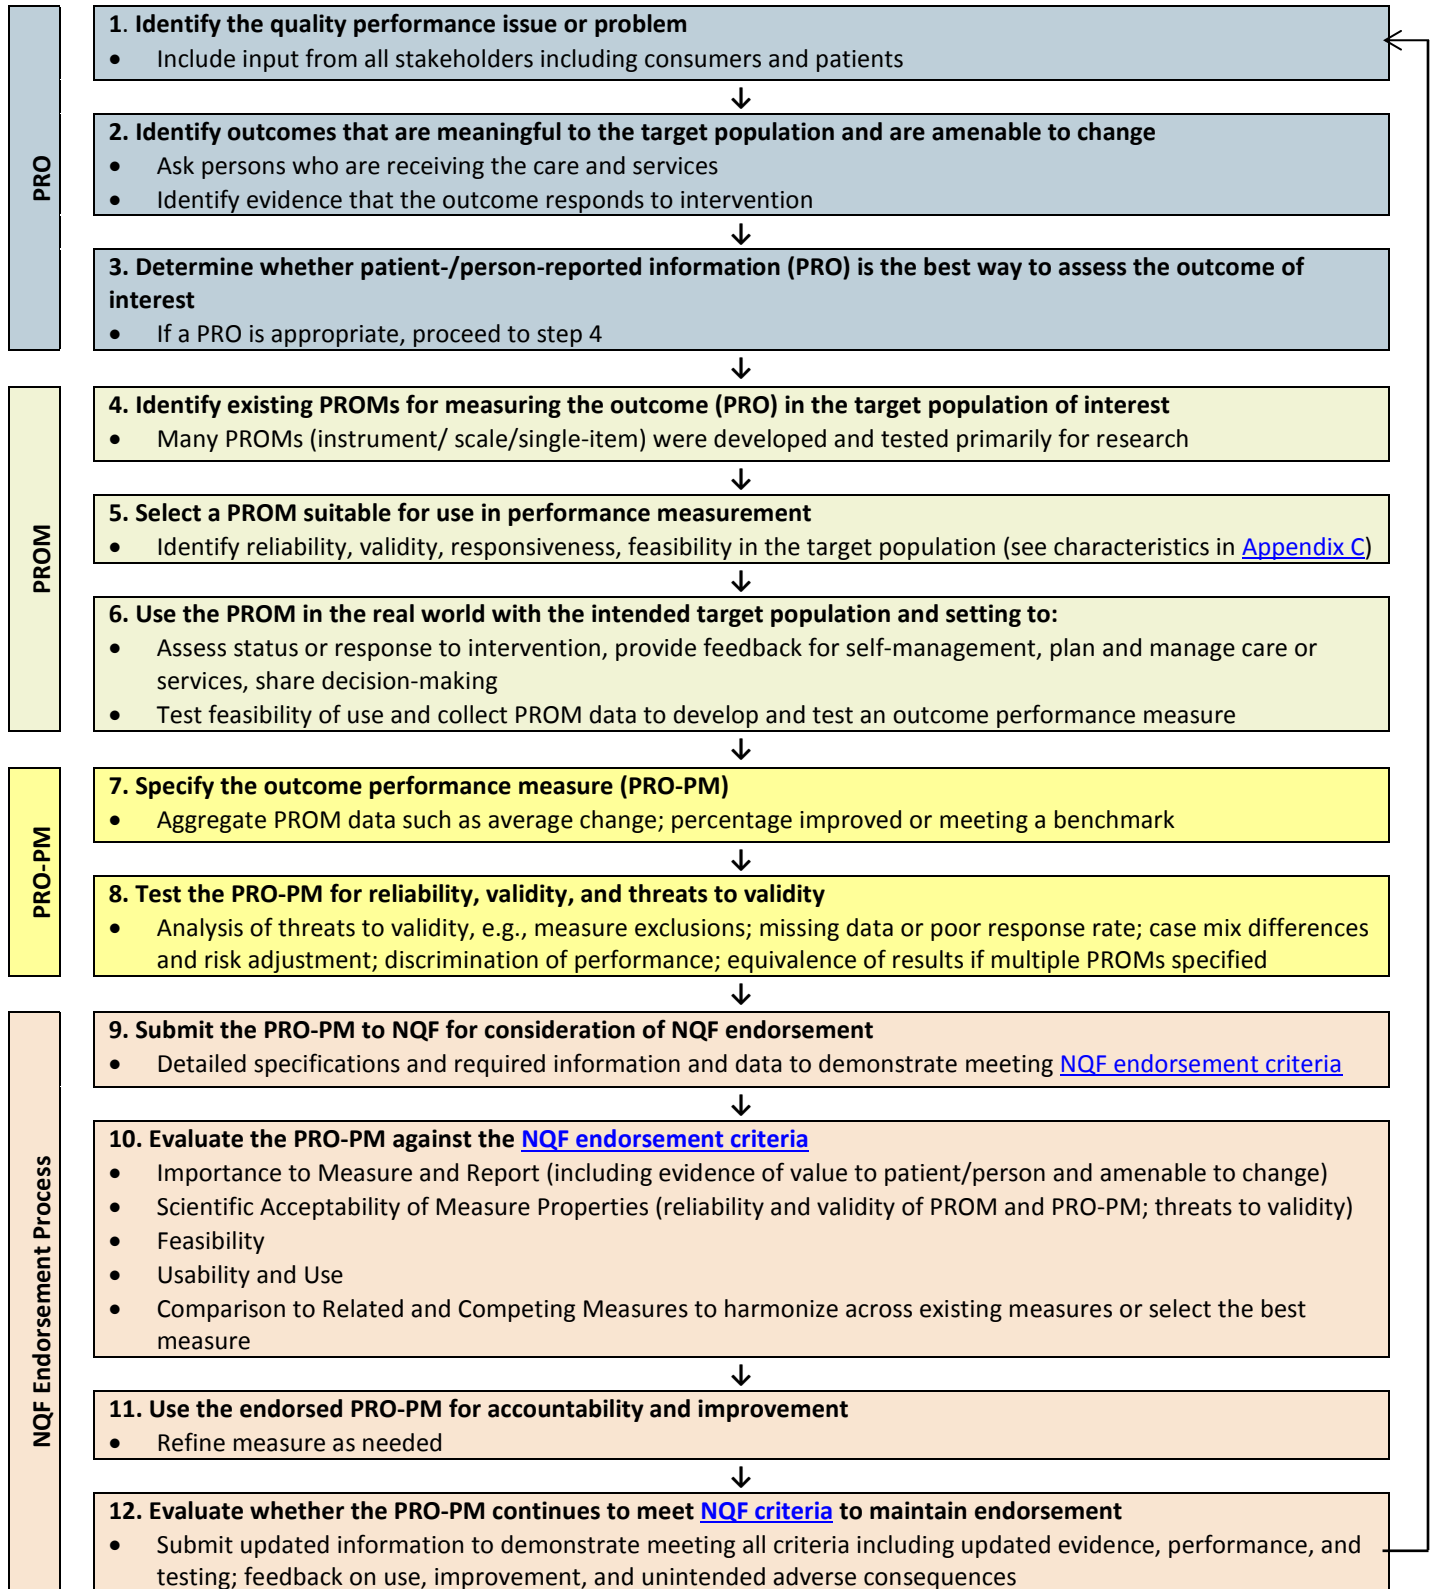 PRO
1. Identify the quality performance issue or problem
• Include input from all stakeholders including consumers and patients
↓
2. Identify outcomes that are meaningful to the target population and are amenable to change
• Ask persons who are receiving the care and services
• Identify evidence that the outcome responds to intervention
↓
3. Determine whether patient-/person-reported information (PRO) is the best way to assess the outcome of
interest
• If a PRO is appropriate, proceed to step 4
↓
PROM
4. Identify existing PROMs for measuring the outcome (PRO) in the target population of interest
• Many PROMs (instrument/ scale/single-item) were developed and tested primarily for research
↓
5. Select a PROM suitable for use in performance measurement
• Identify reliability, validity, responsiveness, feasibility in the target population (see characteristics in Appendix C)
↓
6. Use the PROM in the real world with the intended target population and setting to:
• Assess status or response to intervention, provide feedback for self-management, plan and manage care or
services, share decision-making
• Test feasibility of use and collect PROM data to develop and test an outcome performance measure
↓
PRO-PM
7. Specify the outcome performance measure (PRO-PM)
• Aggregate PROM data such as average change; percentage improved or meeting a benchmark
↓
8. Test the PRO-PM for reliability, validity, and threats to validity
• Analysis of threats to validity, e.g., measure exclusions; missing data or poor response rate; case mix differences
and risk adjustment; discrimination of performance; equivalence of results if multiple PROMs specified
↓
NQF Endorsement Process
9. Submit the PRO-PM to NQF for consideration of NQF endorsement
• Detailed specifications and required information and data to demonstrate meeting NQF endorsement criteria
↓
10. Evaluate the PRO-PM against the NQF endorsement criteria
• Importance to Measure and Report (including evidence of value to patient/person and amenable to change)
• Scientific Acceptability of Measure Properties (reliability and validity of PROM and PRO-PM; threats to validity)
• Feasibility
• Usability and Use
• Comparison to Related and Competing Measures to harmonize across existing measures or select the best
measure
↓
11. Use the endorsed PRO-PM for accountability and improvement
• Refine measure as needed
↓
12. Evaluate whether the PRO-PM continues to meet NQF criteria to maintain endorsement
• Submit updated information to demonstrate meeting all criteria including updated evidence, performance, and
testing; feedback on use, improvement, and unintended adverse consequences